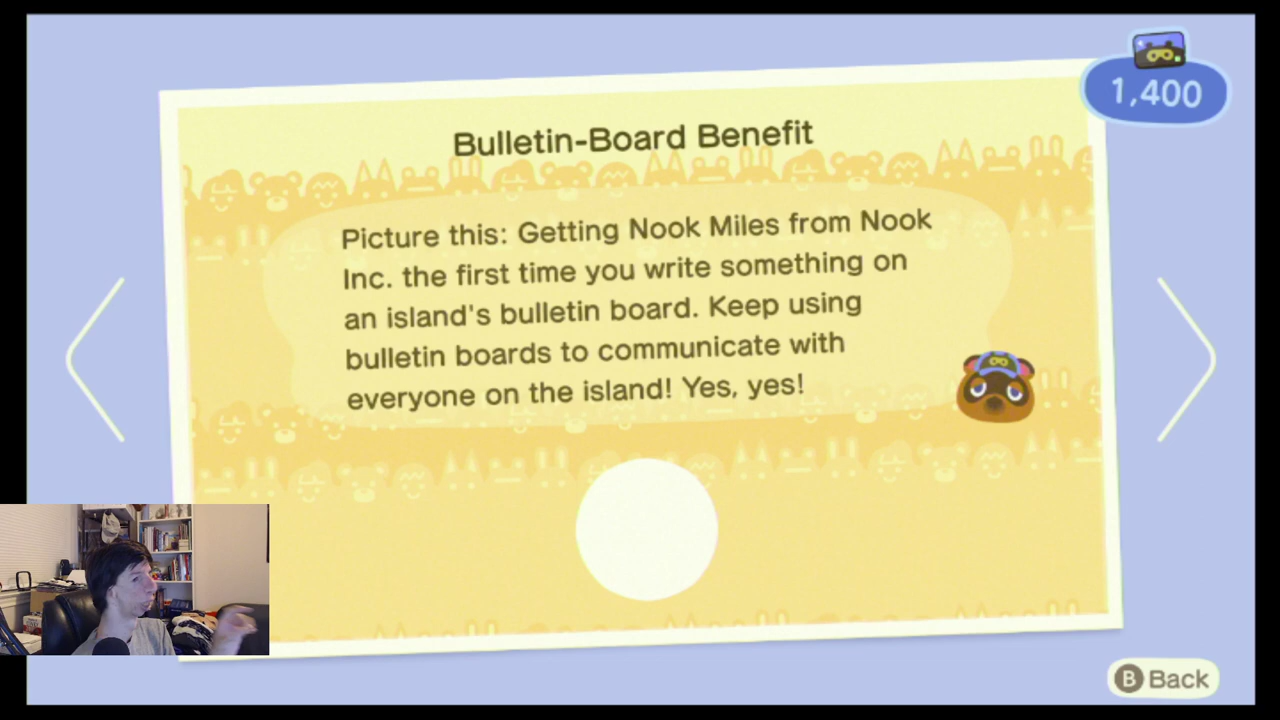 1,400
Bulletin-Board Benefit
Picture this: Getting Nook Miles from Nook
Inc. the first time you write something on
an island's bulletin board. Keep using
bulletin boards to communicate with
everyone on the island! Yes, yes!
B Back